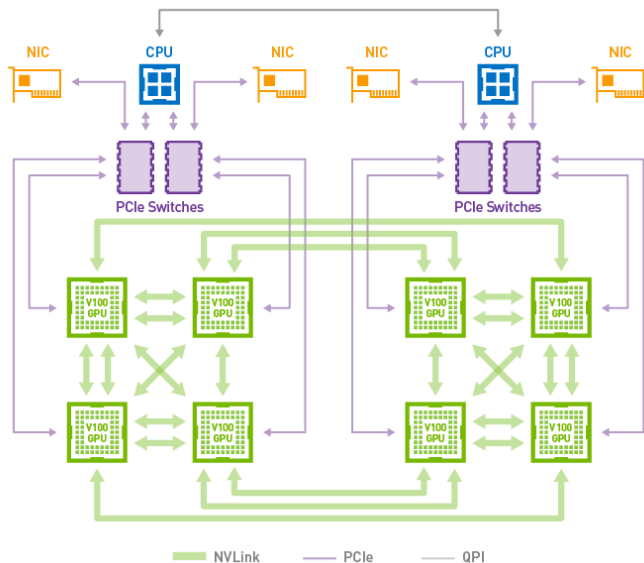 NIC
CPU
NIC
NIC
CPU
NIC
PCIe Switches
PCIe Switches
V100
GPU
V100
GPU
V100
GPU
V100
GPU
V100
GPU
V100
GPU
V100
GPU
V100
GPU
NVLink
PCIe
QPI